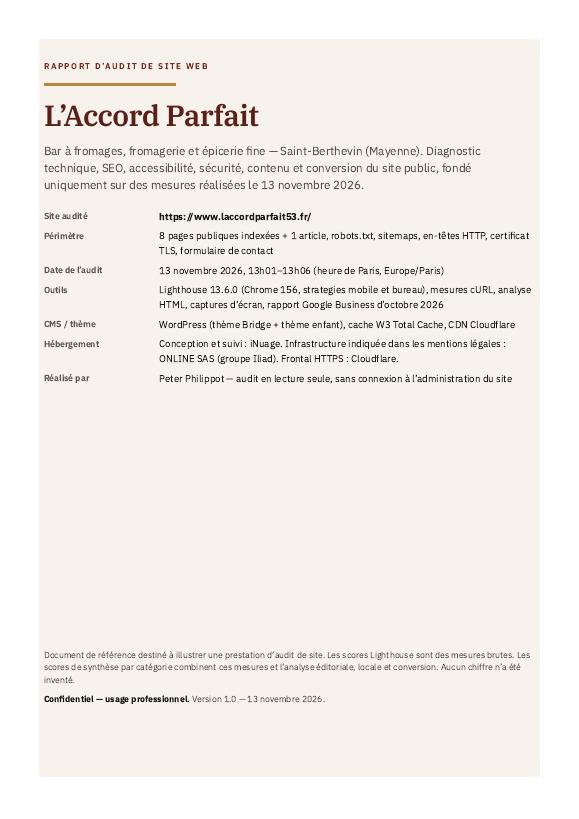 RAPPORT D’AUDIT DE SITE WEB
L’Accord Parfait
Bar à fromages, fromagerie et épicerie fine — Saint-Berthevin (Mayenne). Diagnostic
technique, SEO, accessibilité, sécurité, contenu et conversion du site public, fondé
uniquement sur des mesures réalisées le 13 novembre 2026.
Site audité https://www.laccordparfait53.fr/
Périmètre 8 pages publiques indexées + 1 article, robots.txt, sitemaps, en-têtes HTTP, certificat
TLS, formulaire de contact
Date de l’audit 13 novembre 2026, 13h01–13h06 (heure de Paris, Europe/Paris)
Outils Lighthouse 13.6.0 (Chrome 156, strategies mobile et bureau), mesures cURL, analyse
HTML, captures d’écran, rapport Google Business d’octobre 2026
CMS / thème WordPress (thème Bridge + thème enfant), cache W3 Total Cache, CDN Cloudflare
Hébergement Conception et suivi : iNuage. Infrastructure indiquée dans les mentions légales :
ONLINE SAS (groupe Iliad). Frontal HTTPS : Cloudflare.
Réalisé par Peter Philippot — audit en lecture seule, sans connexion à l’administration du site
Document de référence destiné à illustrer une prestation d’audit de site. Les scores Lighthouse sont des mesures brutes. Les
scores de synthèse par catégorie combinent ces mesures et l’analyse éditoriale, locale et conversion. Aucun chiffre n’a été
inventé.
Confidentiel — usage professionnel. Version 1.0 — 13 novembre 2026.